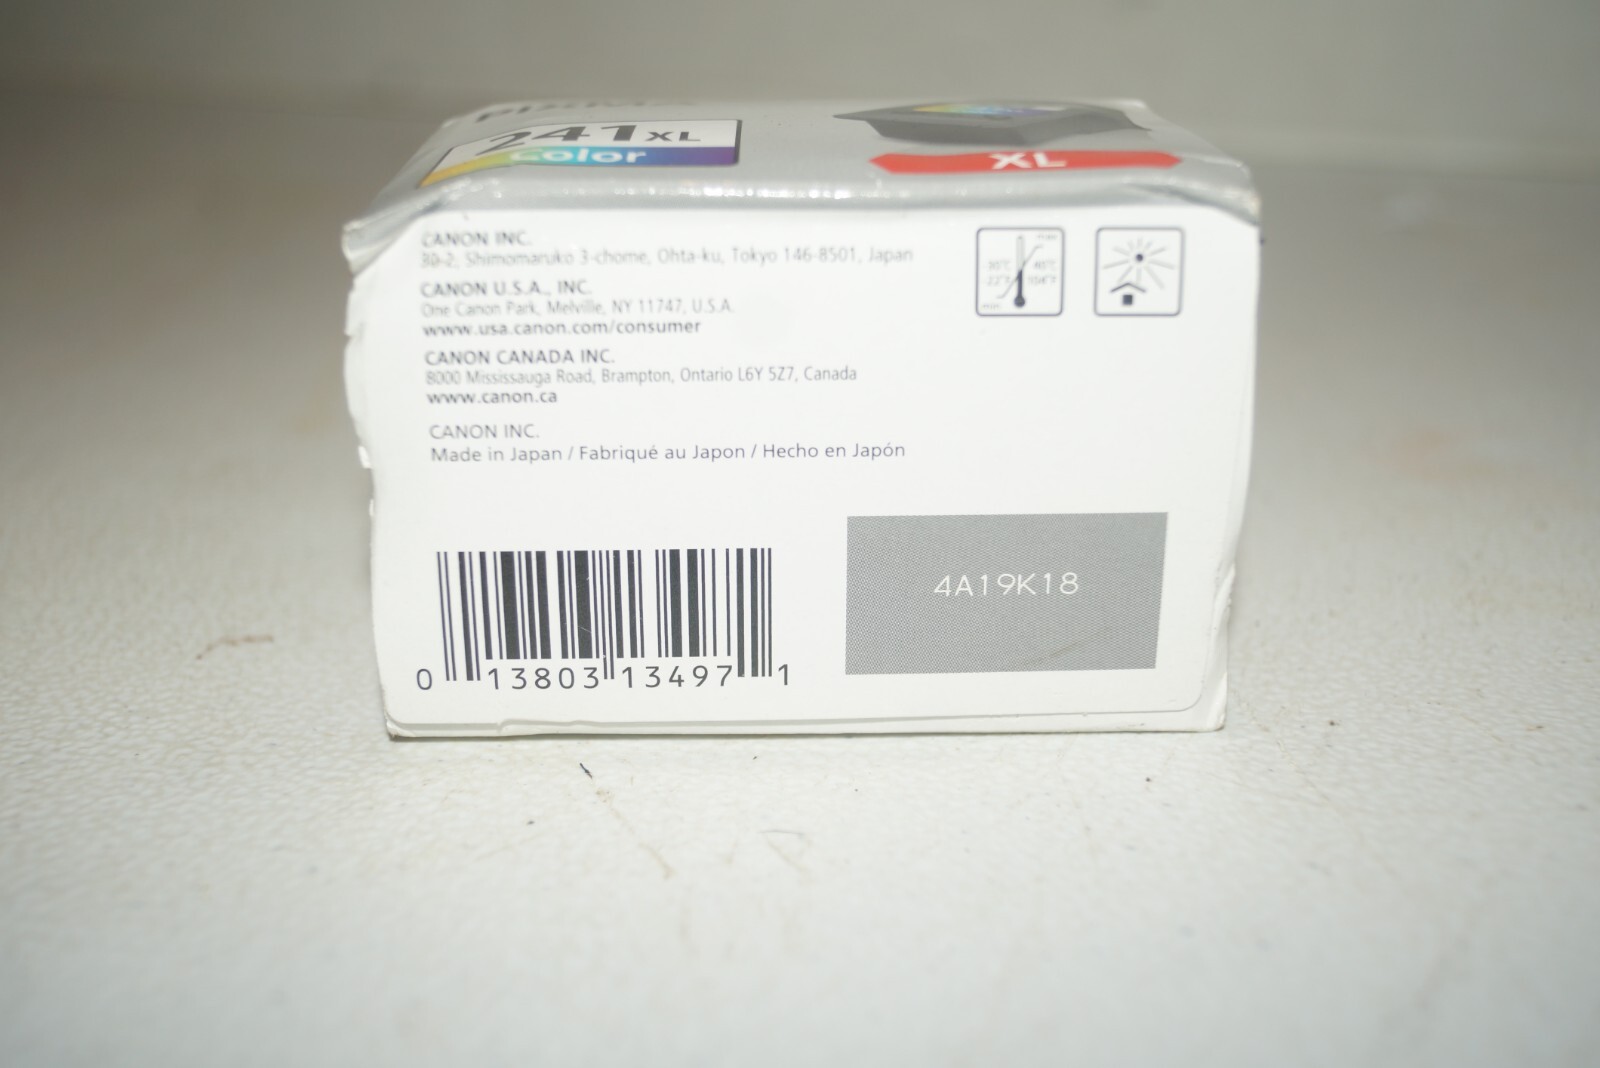 241 XL
Color
XL
CANON INC.
30-2, Shimomaruko 3-chome, Ohta-ku, Tokyo 146-8501, Japan
CANON U.S.A., INC.
One Canon Park, Melville, NY 11747, U.S.A.
www.usa.canon.com/consumer
CANON CANADA INC.
8000 Mississauga Road, Brampton, Ontario L6Y 5Z7, Canada
www.canon.ca
CANON INC.
Made in Japan / Fabriqué au Japon / Hecho en Japón
4A19K18
0 13803 13497 1